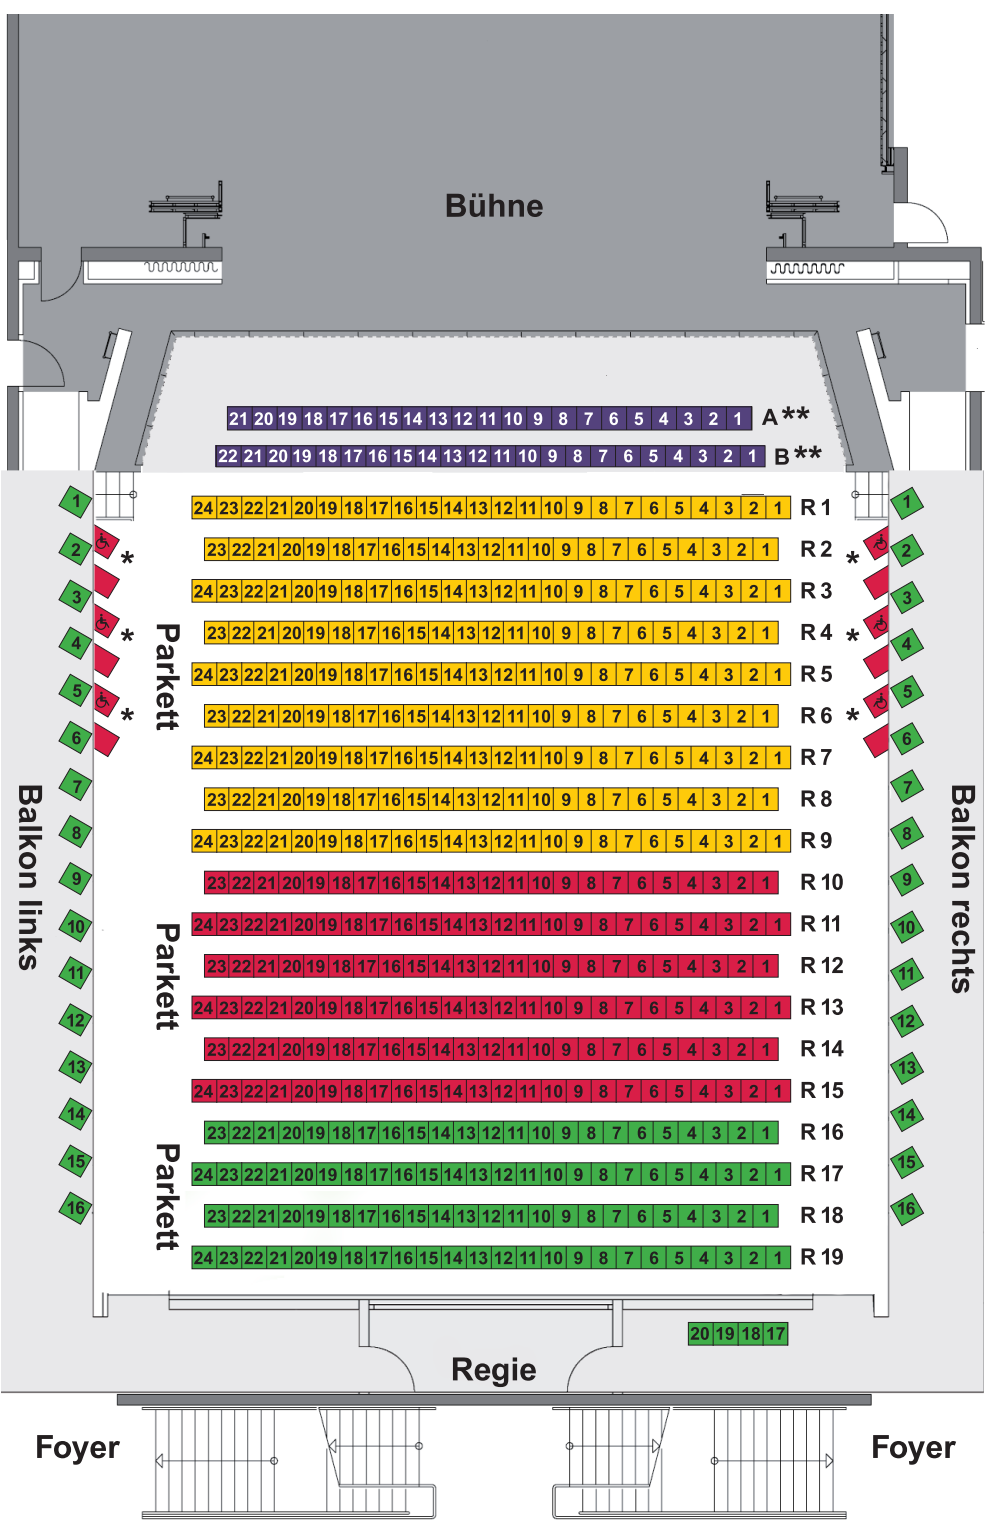 Bühne
21 20 19 18 17 16 15 14 13 12 11 10 9 8 7 6 5 4 3 2 1 A**
22 21 20 19 18 17 16 15 14 13 12 11 10 9 8 7 6 5 4 3 2 1 B**
24 23 22 21 20 19 18 17 16 15 14 13 12 11 10 9 8 7 6 5 4 3 2 1 R 1
23 22 21 20 19 18 17 16 15 14 13 12 11 10 9 8 7 6 5 4 3 2 1 R 2
24 23 22 21 20 19 18 17 16 15 14 13 12 11 10 9 8 7 6 5 4 3 2 1 R 3
23 22 21 20 19 18 17 16 15 14 13 12 11 10 9 8 7 6 5 4 3 2 1 R 4
24 23 22 21 20 19 18 17 16 15 14 13 12 11 10 9 8 7 6 5 4 3 2 1 R 5
23 22 21 20 19 18 17 16 15 14 13 12 11 10 9 8 7 6 5 4 3 2 1 R 6
24 23 22 21 20 19 18 17 16 15 14 13 12 11 10 9 8 7 6 5 4 3 2 1 R 7
23 22 21 20 19 18 17 16 15 14 13 12 11 10 9 8 7 6 5 4 3 2 1 R 8
24 23 22 21 20 19 18 17 16 15 14 13 12 11 10 9 8 7 6 5 4 3 2 1 R 9
23 22 21 20 19 18 17 16 15 14 13 12 11 10 9 8 7 6 5 4 3 2 1 R 10
24 23 22 21 20 19 18 17 16 15 14 13 12 11 10 9 8 7 6 5 4 3 2 1 R 11
23 22 21 20 19 18 17 16 15 14 13 12 11 10 9 8 7 6 5 4 3 2 1 R 12
24 23 22 21 20 19 18 17 16 15 14 13 12 11 10 9 8 7 6 5 4 3 2 1 R 13
23 22 21 20 19 18 17 16 15 14 13 12 11 10 9 8 7 6 5 4 3 2 1 R 14
24 23 22 21 20 19 18 17 16 15 14 13 12 11 10 9 8 7 6 5 4 3 2 1 R 15
23 22 21 20 19 18 17 16 15 14 13 12 11 10 9 8 7 6 5 4 3 2 1 R 16
24 23 22 21 20 19 18 17 16 15 14 13 12 11 10 9 8 7 6 5 4 3 2 1 R 17
23 22 21 20 19 18 17 16 15 14 13 12 11 10 9 8 7 6 5 4 3 2 1 R 18
24 23 22 21 20 19 18 17 16 15 14 13 12 11 10 9 8 7 6 5 4 3 2 1 R 19
Parkett
Parkett
Parkett
Balkon links
1
2
3
4
5
6
7
8
9
10
11
12
13
14
15
16
*
*
*
Balkon rechts
1
2
3
4
5
6
7
8
9
10
11
12
13
14
15
16
*
*
*
20 19 18 17
Regie
Foyer
Foyer